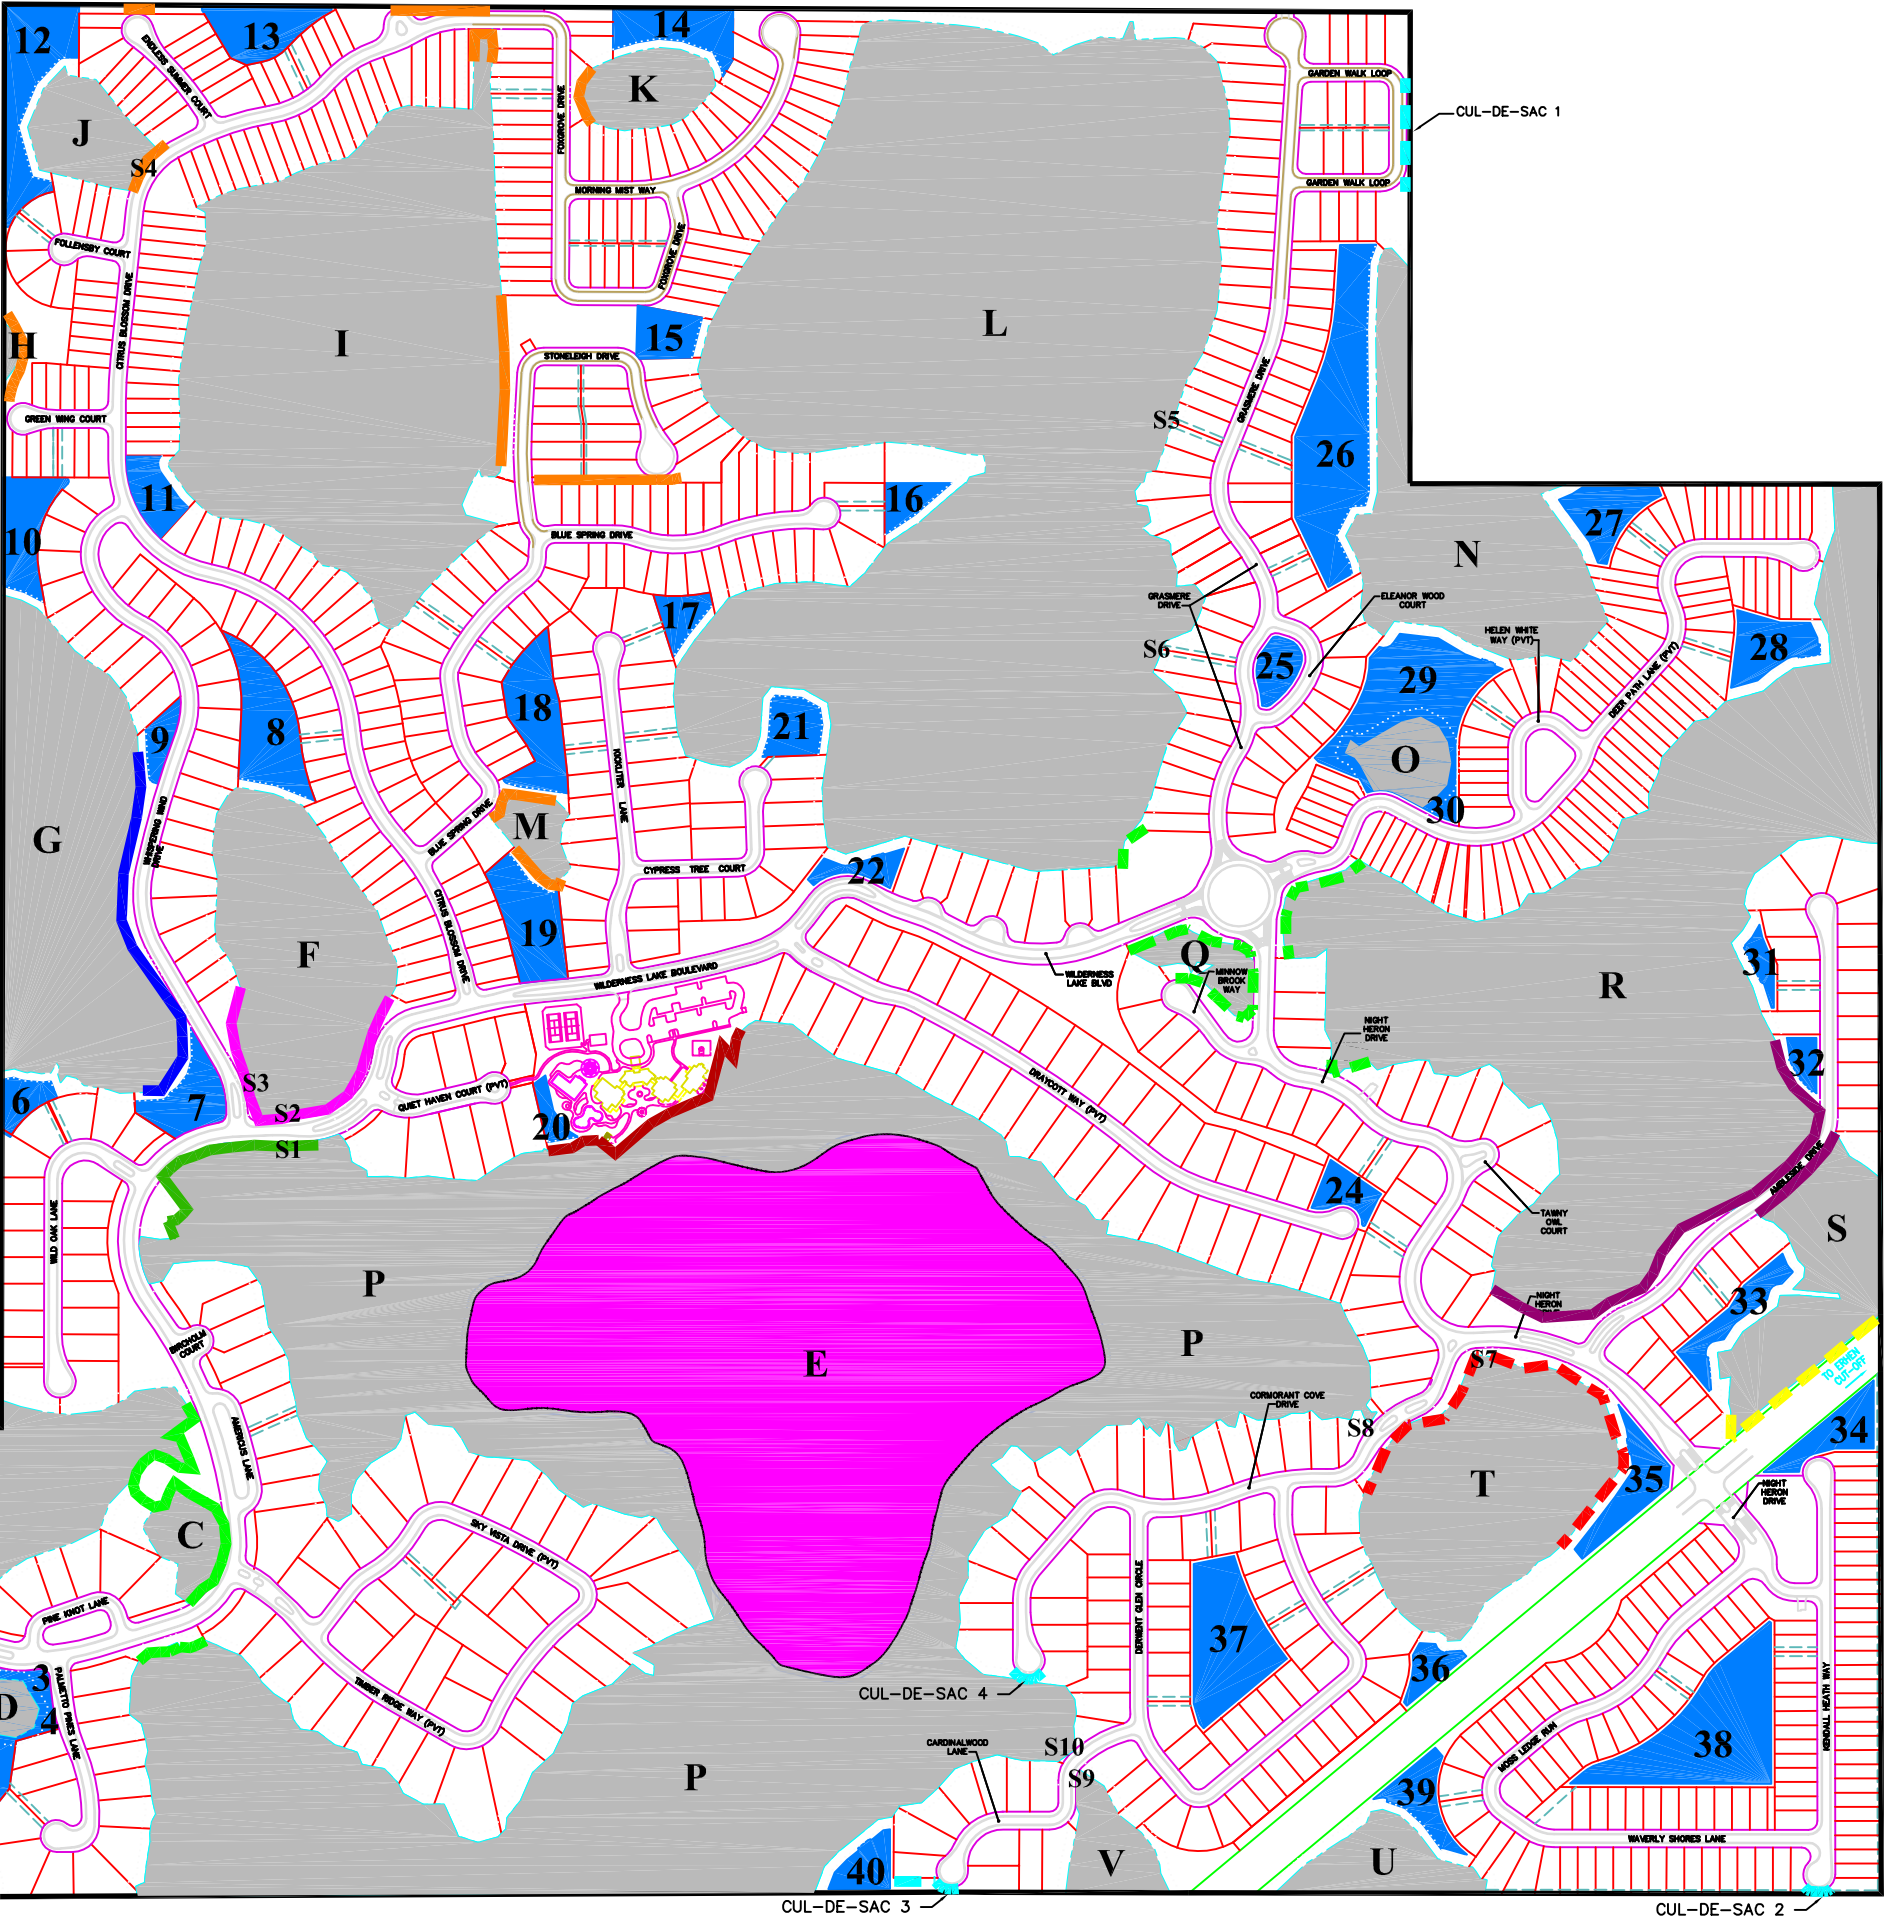 12
13
14
ENDLESS SUMMER COURT
J
S4
K
FOXGROVE DRIVE
MORNING MIST WAY
FOXGROVE DRIVE
GARDEN WALK LOOP
CUL-DE-SAC 1
GARDEN WALK LOOP
FOLLENSBY COURT
CITRUS BLOSSOM DRIVE
H
I
L
15
STONELEIGH DRIVE
GREEN WING COURT
GRASMERE DRIVE
S5
26
10
11
16
BLUE SPRING DRIVE
27
N
GRASMERE
DRIVE
ELEANOR WOOD
COURT
HELEN WHITE
WAY (PVT)
17
S6
25
28
29
DEER PATH LANE (PVT)
18
8
9
21
O
30
KICKLITER LANE
G
WHISPERING WIND
DRIVE
BLUE SPRING DRIVE
M
CYPRESS TREE COURT
22
CITRUS BLOSSOM DRIVE
19
F
WILDERNESS LAKE BOULEVARD
Q
MINNOW
BROOK
WAY
WILDERNESS
LAKE BLVD
R
31
NIGHT
HERON
DRIVE
32
6
7
S3
S2
S1
QUIET HAVEN COURT (PVT)
20
DRAYCOTT WAY (PVT)
24
TAWNY
OWL
COURT
AMBLESIDE DRIVE
S
WILD OAK LANE
P
E
P
NIGHT
HERON
DRIVE
33
BIRCHOLM
COURT
S7
TO EHREN
CUT-OFF
CORMORANT COVE
DRIVE
S8
AMERICUS LANE
34
35
T
NIGHT
HERON
DRIVE
C
SKY VISTA DRIVE (PVT)
PINE KNOT LANE
DERWENT GLEN CIRCLE
37
36
3
D
4
PALMETTO PINES LANE
TIMBER RIDGE WAY (PVT)
CUL-DE-SAC 4
KENDALL HEATH WAY
MOSS LEDGE RUN
38
CARDINALWOOD
LANE
S10
S9
P
39
40
V
U
WAVERLY SHORES LANE
CUL-DE-SAC 3
CUL-DE-SAC 2